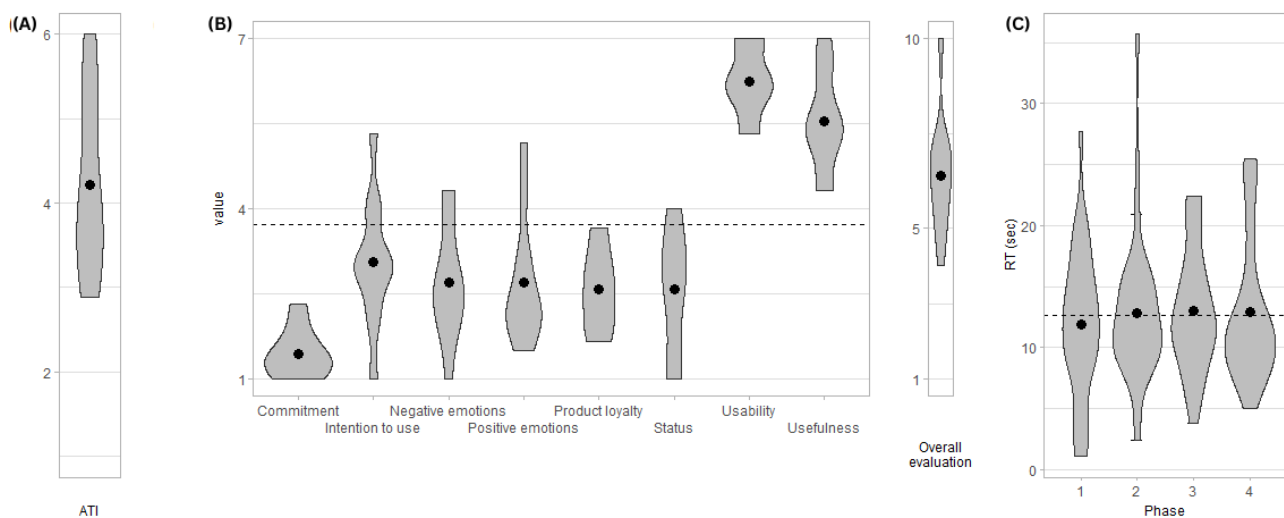 (A)
6
4
2
ATI
(B)
value
7
4
1
Commitment
Intention to use
Negative emotions
Positive emotions
Product loyalty
Status
Usability
Usefulness
10
5
1
Overall
evaluation
(C)
RT (sec)
30
20
10
0
1 2 3 4
Phase